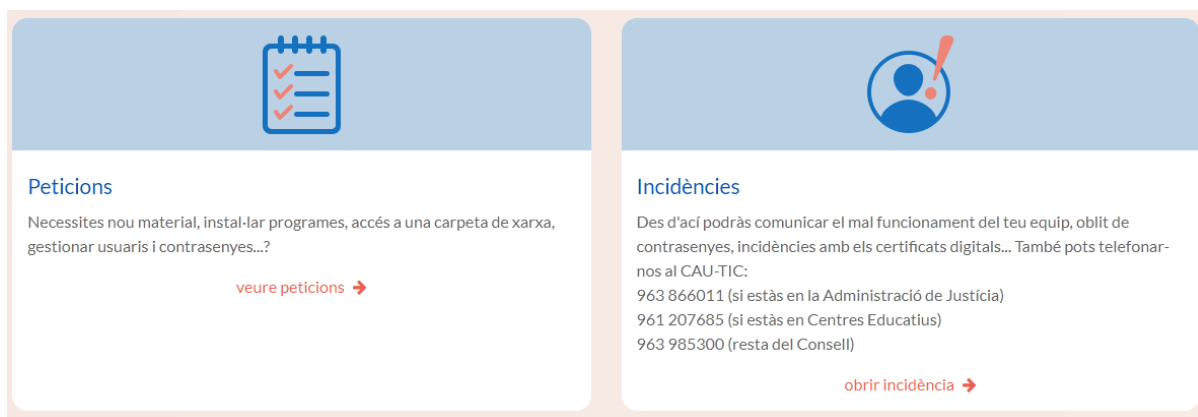 Peticions
Necessites nou material, instal·lar programes, accés a una carpeta de xarxa,
gestionar usuaris i contrasenyes...?
veure peticions
Incidències
Des d'ací podràs comunicar el mal funcionament del teu equip, oblit de
contrasenyes, incidències amb els certificats digitals... També pots telefonar-
nos al CAU-TIC:
963 866011 (si estàs en la Administració de Justícia)
961 207685 (si estàs en Centres Educatius)
963 985300 (resta del Consell)
obrir incidència